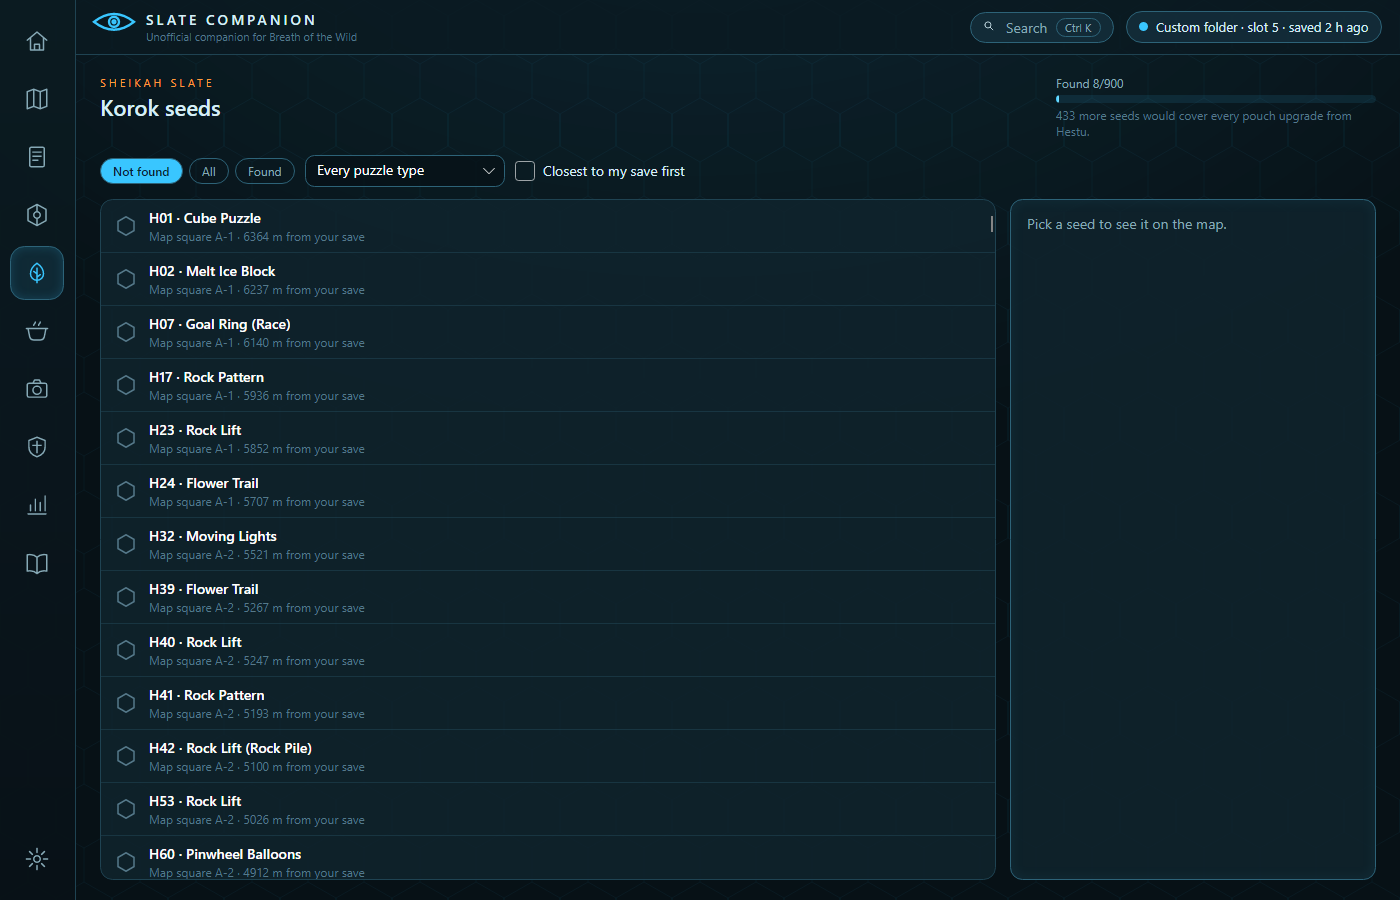 SLATE COMPANION
Unofficial companion for Breath of the Wild
Search Ctrl K
Custom folder · slot 5 · saved 2 h ago
SHEIKAH SLATE
Korok seeds
Found 8/900
433 more seeds would cover every pouch upgrade from
Hestu.
Not found All Found Every puzzle type Closest to my save first
H01 · Cube Puzzle
Map square A-1 · 6364 m from your save
H02 · Melt Ice Block
Map square A-1 · 6237 m from your save
H07 · Goal Ring (Race)
Map square A-1 · 6140 m from your save
H17 · Rock Pattern
Map square A-1 · 5936 m from your save
H23 · Rock Lift
Map square A-1 · 5852 m from your save
H24 · Flower Trail
Map square A-1 · 5707 m from your save
H32 · Moving Lights
Map square A-2 · 5521 m from your save
H39 · Flower Trail
Map square A-2 · 5267 m from your save
H40 · Rock Lift
Map square A-2 · 5247 m from your save
H41 · Rock Pattern
Map square A-2 · 5193 m from your save
H42 · Rock Lift (Rock Pile)
Map square A-2 · 5100 m from your save
H53 · Rock Lift
Map square A-2 · 5026 m from your save
H60 · Pinwheel Balloons
Map square A-2 · 4912 m from your save
Pick a seed to see it on the map.